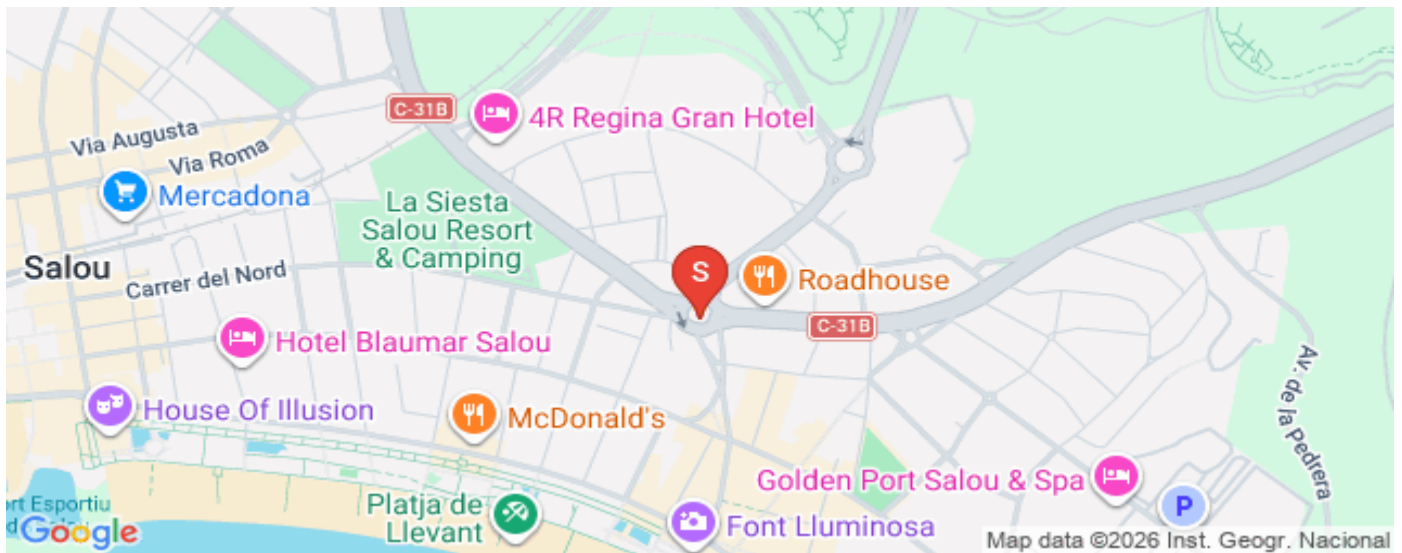 C-31B
4R Regina Gran Hotel
Via Augusta
Via Roma
Mercadona
La Siesta
Salou Resort
& Camping
Salou
Carrer del Nord
S
Roadhouse
C-31B
Hotel Blaumar Salou
Av. de la Pedrera
House Of Illusion
McDonald's
Golden Port Salou & Spa
P
Platja de
Llevant
Font Lluminosa
ort Esportiu
Google
Map data ©2026 Inst. Geogr. Nacional